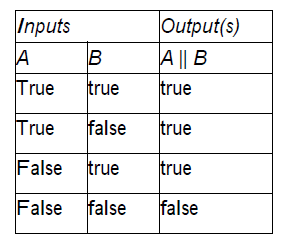 Inputs Output(s)
A B A || B
True true true
True false true
False true true
False false false